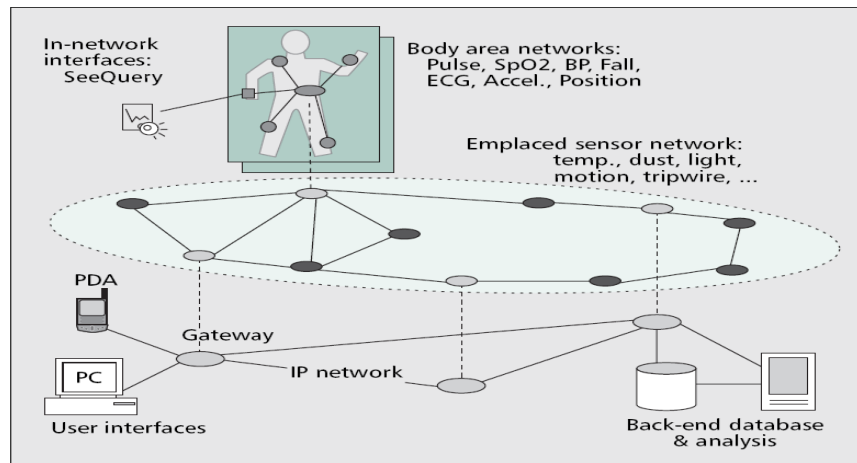 In-network
interfaces:
SeeQuery
Body area networks:
Pulse, SpO2, BP, Fall,
ECG, Accel., Position
Emplaced sensor network:
temp., dust, light,
motion, tripwire, ...
PDA
Gateway
PC
IP network
User interfaces
Back-end database
& analysis